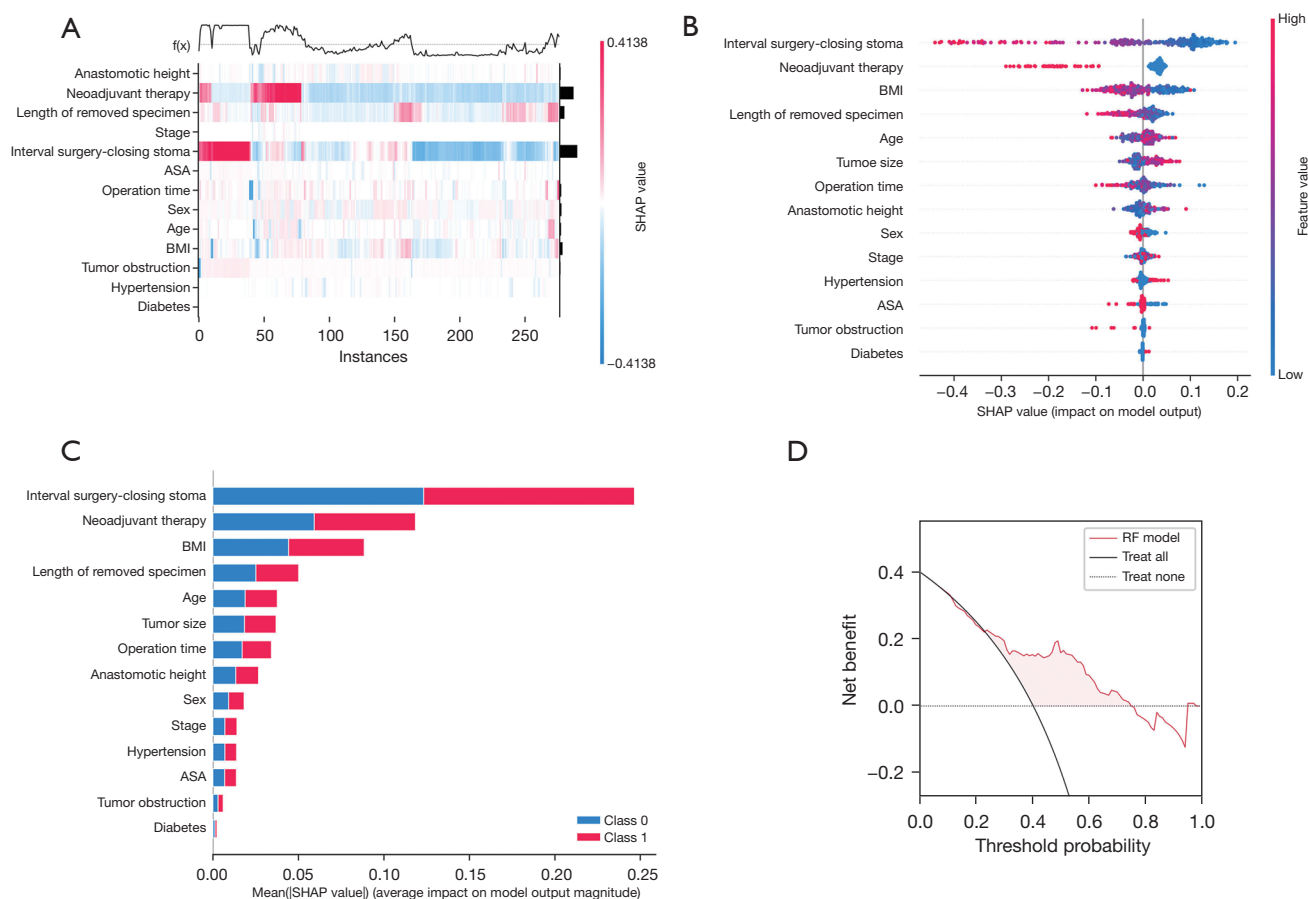 A
f(x)
Anastomotic height
Neoadjuvant therapy
Length of removed specimen
Stage
Interval surgery-closing stoma
ASA
Operation time
Sex
Age
BMI
Tumor obstruction
Hypertension
Diabetes
0 50 100 150 200 250
Instances
0.4138
SHAP value
−0.4138
B
Interval surgery-closing stoma
Neoadjuvant therapy
BMI
Length of removed specimen
Age
Tumoe size
Operation time
Anastomotic height
Sex
Stage
Hypertension
ASA
Tumor obstruction
Diabetes
−0.4 −0.3 −0.2 −0.1 0.0 0.1 0.2
SHAP value (impact on model output)
High
Feature value
Low
C
Interval surgery-closing stoma
Neoadjuvant therapy
BMI
Length of removed specimen
Age
Tumor size
Operation time
Anastomotic height
Sex
Stage
Hypertension
ASA
Tumor obstruction
Diabetes
Class 0
Class 1
0.00 0.05 0.10 0.15 0.20 0.25
Mean(|SHAP value|) (average impact on model output magnitude)
D
RF model
Treat all
Treat none
0.4
0.2
0.0
−0.2
Net benefit
0.0 0.2 0.4 0.6 0.8 1.0
Threshold probability